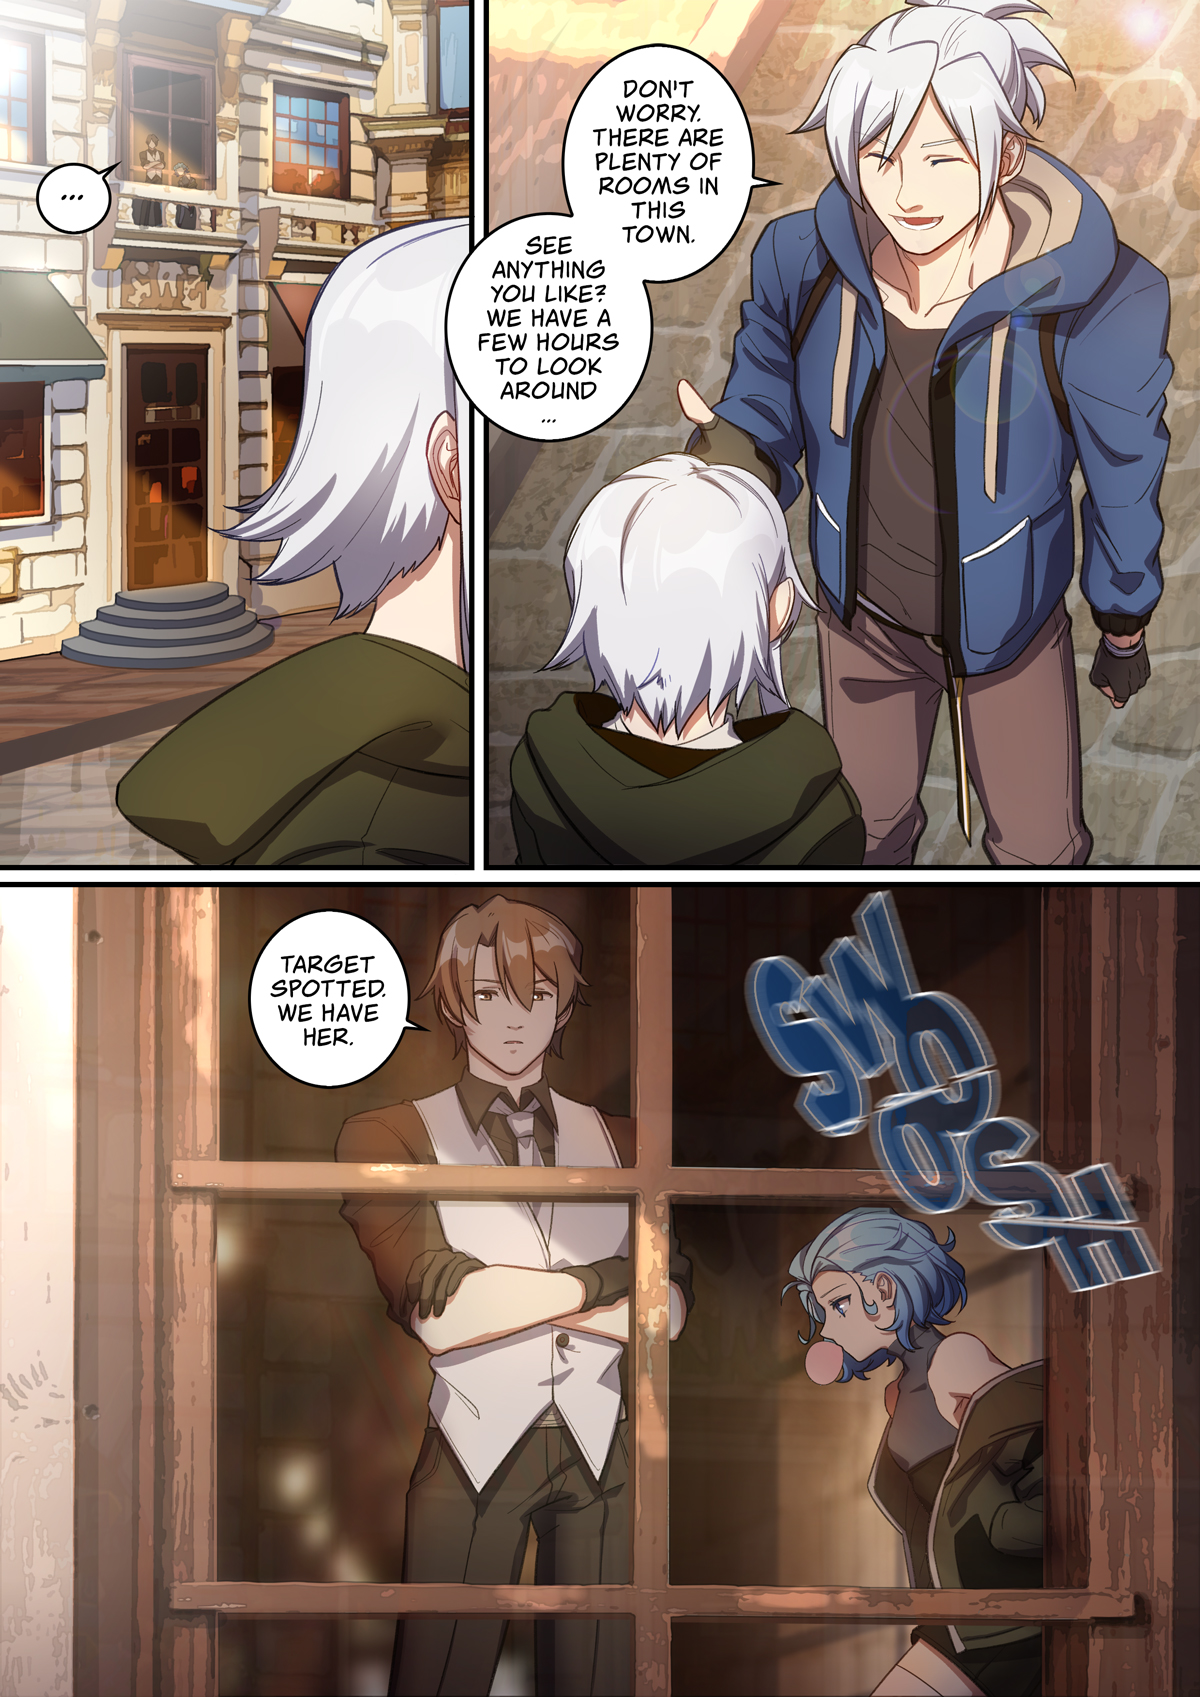 ...
DON'T
WORRY.
THERE ARE
PLENTY OF
ROOMS IN
THIS
TOWN.
SEE
ANYTHING
YOU LIKE?
WE HAVE A
FEW HOURS
TO LOOK
AROUND
...
TARGET
SPOTTED.
WE HAVE
HER.
SWOOSH